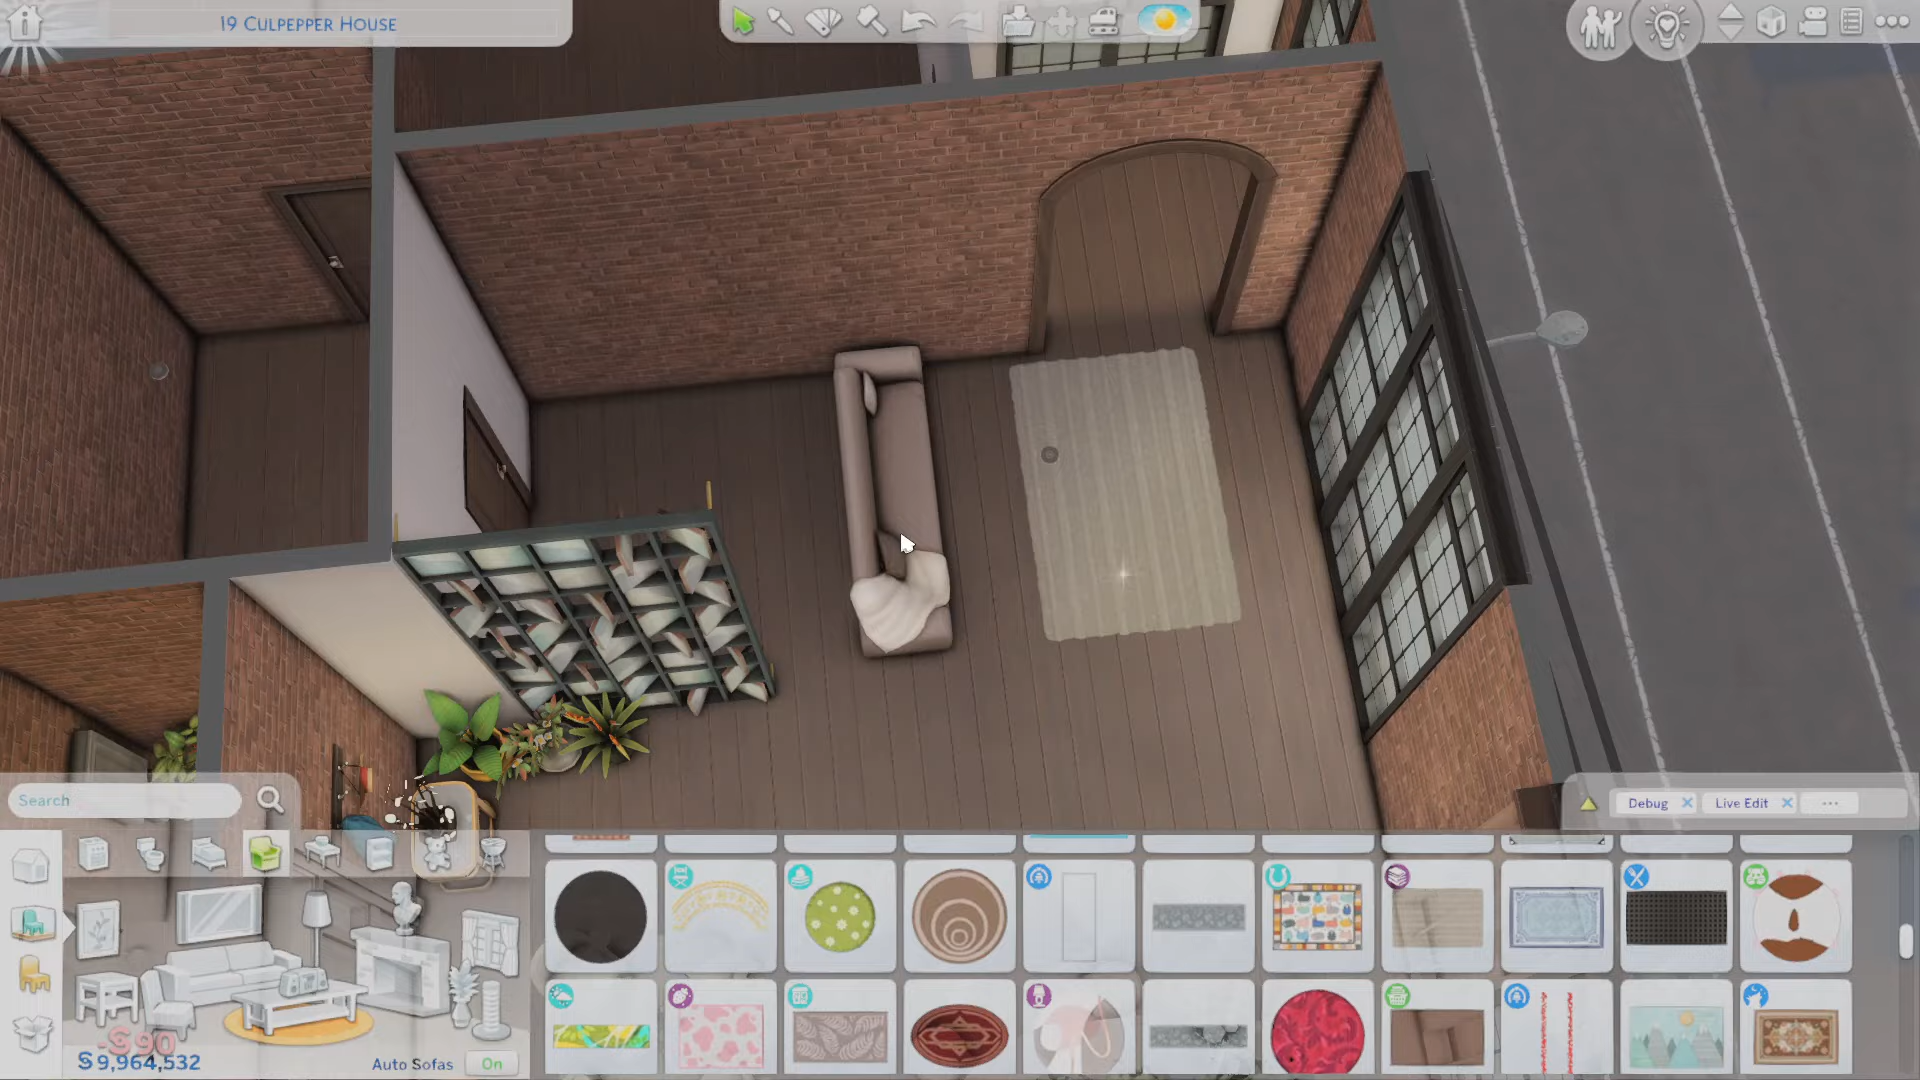 19 Culpepper House
Search
Debug
Live Edit
...
-§90
§9,964,532
Auto Sofas
On